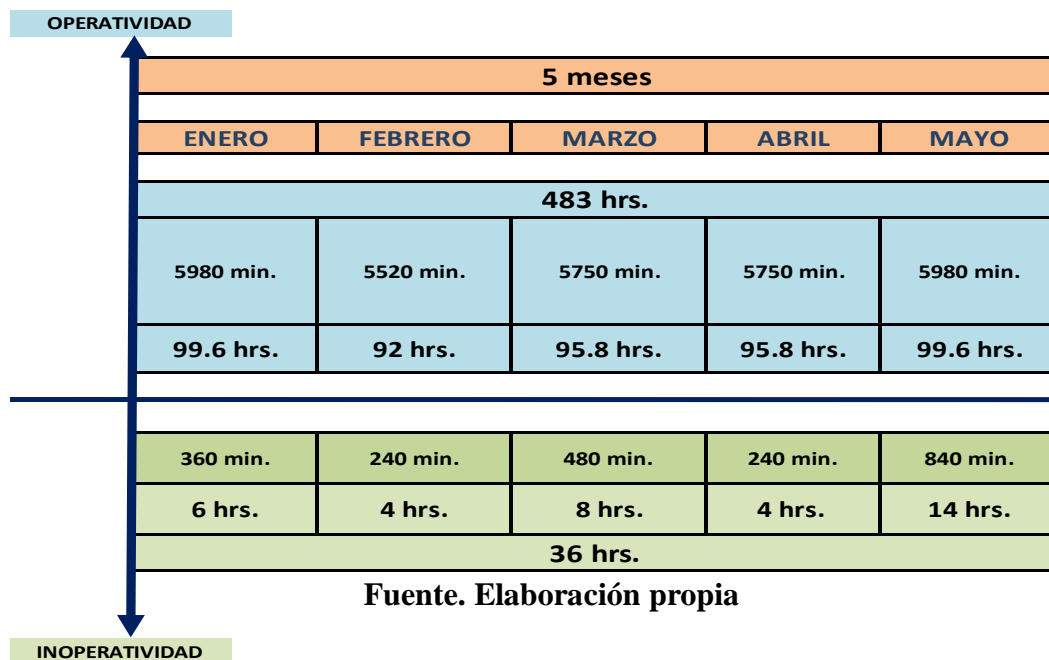 OPERATIVIDAD
5 meses
ENERO FEBRERO MARZO ABRIL MAYO
483 hrs.
5980 min. 5520 min. 5750 min. 5750 min. 5980 min.
99.6 hrs. 92 hrs. 95.8 hrs. 95.8 hrs. 99.6 hrs.
360 min. 240 min. 480 min. 240 min. 840 min.
6 hrs. 4 hrs. 8 hrs. 4 hrs. 14 hrs.
36 hrs.
Fuente. Elaboración propia
INOPERATIVIDAD